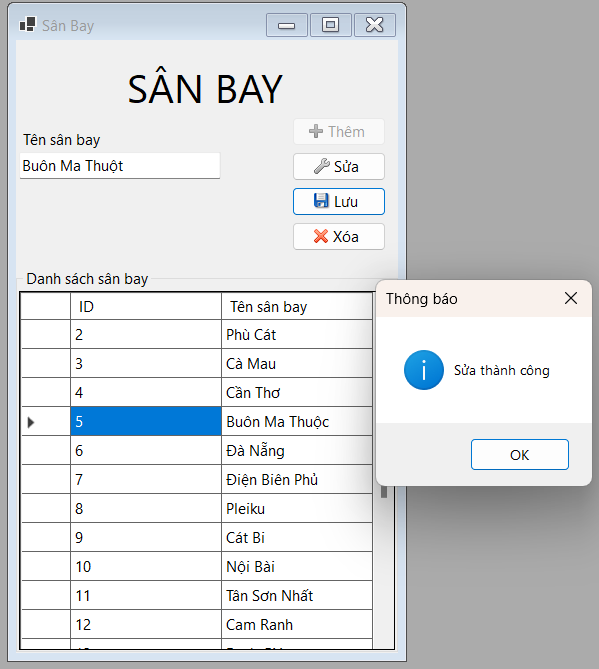 Sân Bay
SÂN BAY
Tên sân bay
Buôn Ma Thuột
Thêm
Sửa
Lưu
Xóa
Danh sách sân bay
ID Tên sân bay
2 Phù Cát
3 Cà Mau
4 Cần Thơ
5 Buôn Ma Thuộc
6 Đà Nẵng
7 Điện Biên Phủ
8 Pleiku
9 Cát Bi
10 Nội Bài
11 Tân Sơn Nhất
12 Cam Ranh
Thông báo
Sửa thành công
OK